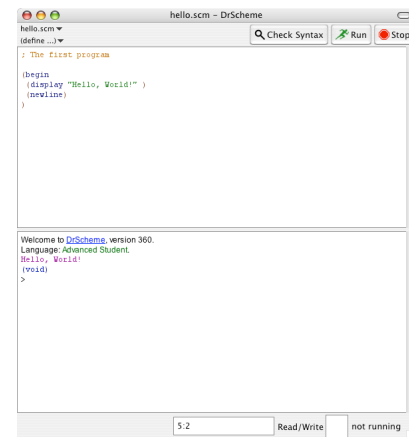 hello.scm - DrScheme
hello.scm
(define ...)
Check Syntax
Run
Stop
; The first program
(begin
(display "Hello, World!" )
(newline)
)
Welcome to DrScheme, version 360.
Language: Advanced Student.
Hello, World!
(void)
>
5:2
Read/Write
not running